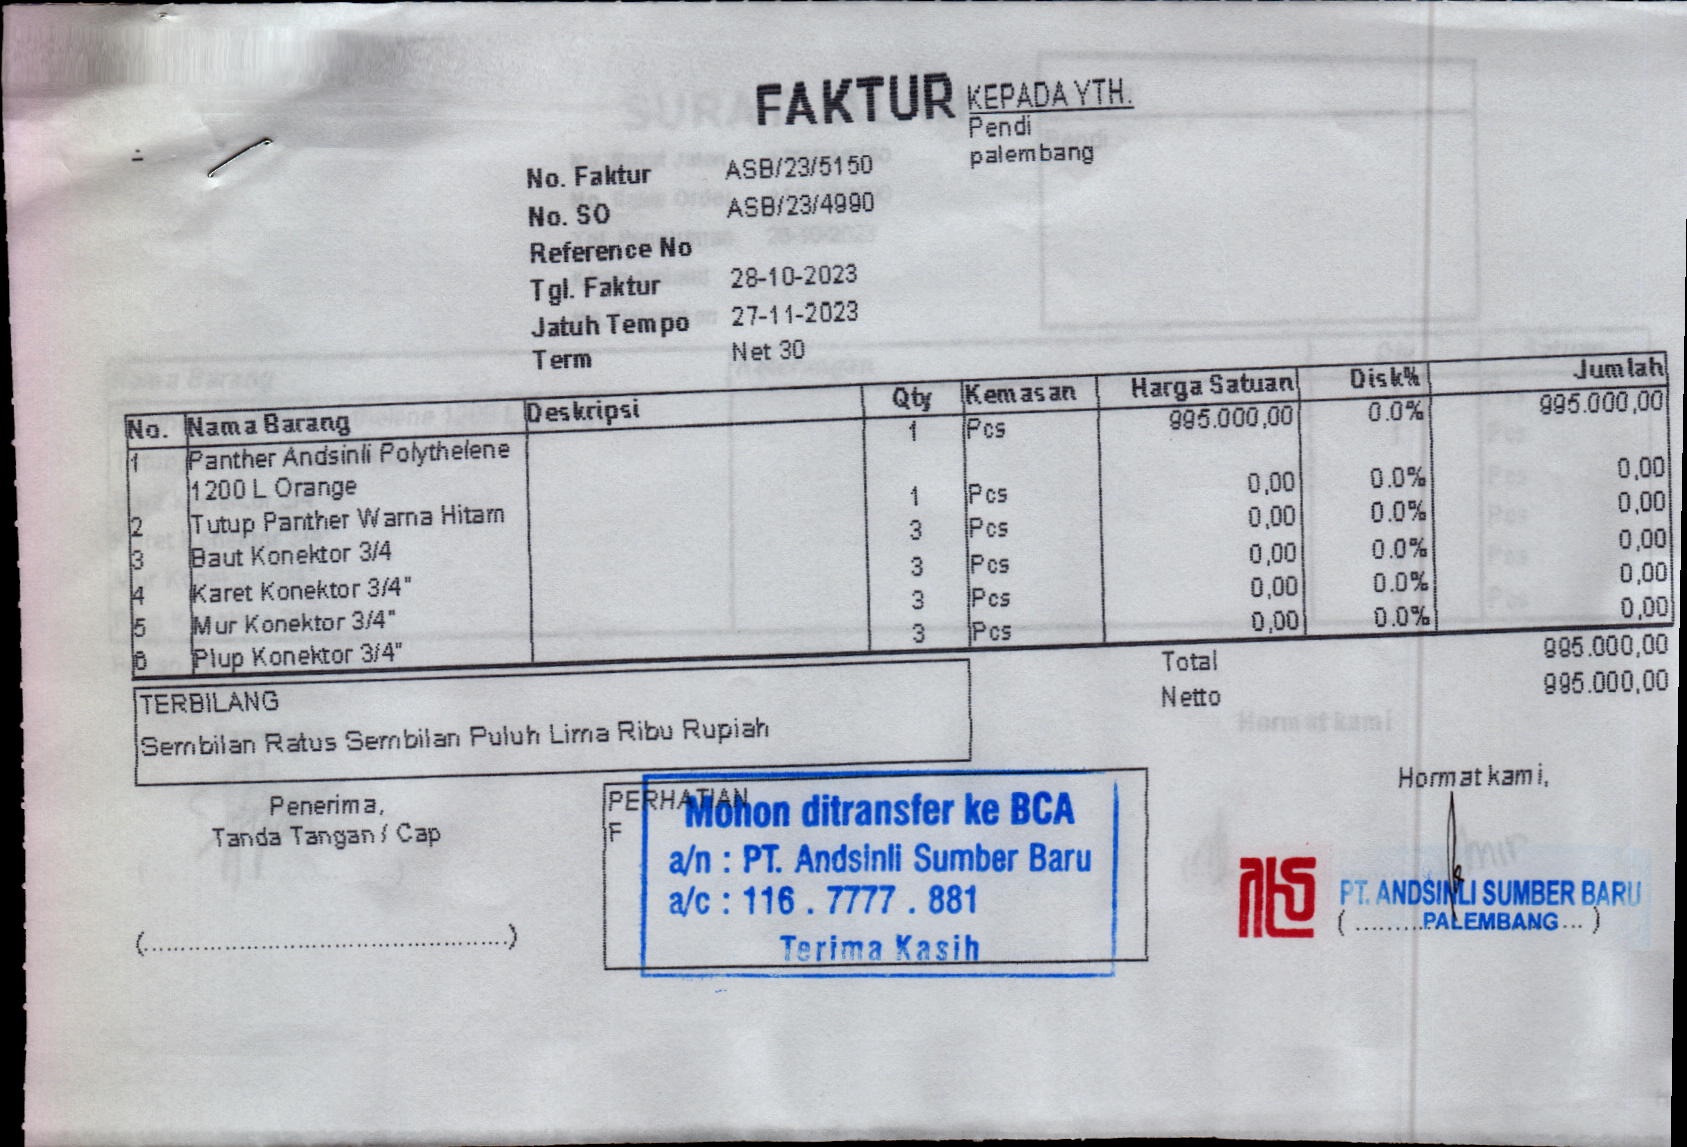 FAKTUR
KEPADA YTH.
Pendi
palembang
No. Faktur ASB/23/5150
No. SO ASB/23/4990
Reference No
Tgl. Faktur 28-10-2023
Jatuh Tempo 27-11-2023
Term Net 30
No. Nama Barang Deskripsi Qty Kemasan Harga Satuan Disk% Jumlah
1 Panther Andsinli Polythelene 1 Pcs 995.000,00 0.0% 995.000,00
1200 L Orange
2 Tutup Panther Warna Hitam 1 Pcs 0,00 0.0% 0,00
3 Baut Konektor 3/4 3 Pcs 0,00 0.0% 0,00
4 Karet Konektor 3/4" 3 Pcs 0,00 0.0% 0,00
5 Mur Konektor 3/4" 3 Pcs 0,00 0.0% 0,00
6 Plup Konektor 3/4" 3 Pcs 0,00 0.0% 0,00
Total 995.000,00
Netto 995.000,00
TERBILANG
Sembilan Ratus Sembilan Puluh Lima Ribu Rupiah
Penerima,
Tanda Tangan / Cap
(............................................)
PERHATIAN
F
Mohon ditransfer ke BCA
a/n : PT. Andsinli Sumber Baru
a/c : 116 . 7777 . 881
Terima Kasih
Hormat kami,
PT. ANDSINLI SUMBER BARU
(.........PALEMBANG...)